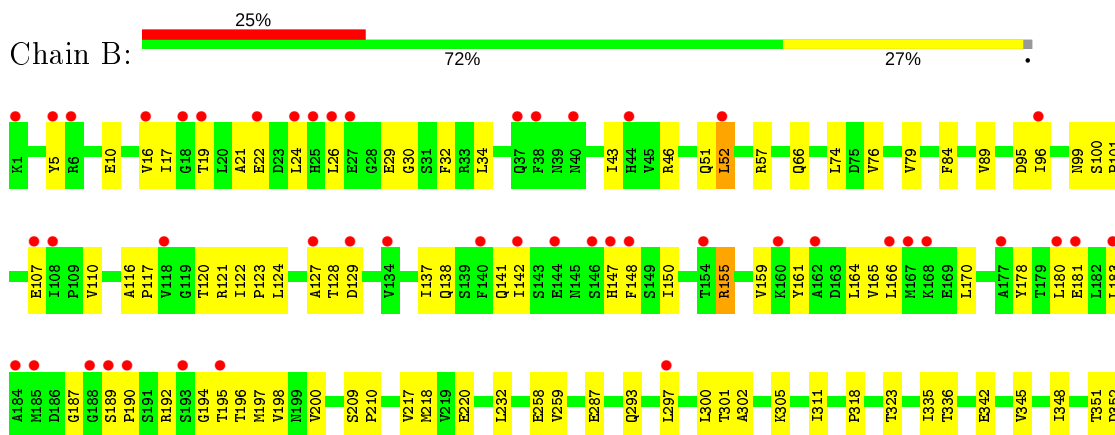 25%
Chain B:
72% 27% •
K1 Y5 R6 E10 V16 I17 G18 T19 L20 A21 E22 D23 L24 H25 L26 E27 G28 E29 G30 S31 F32 R33 L34 Q37 F38 N39 N40 I43 H44 V45 R46 Q51 L52 R57 Q66 L74 D75 V76 V79 F84 V89 D95 I96 N99 S100 P101
E107 I108 P109 V110 A116 P117 V118 G119 T120 R121 I122 P123 L124 A127 T128 D129 V134 I137 Q138 S139 F140 Q141 I142 S143 E144 N145 S146 H147 F148 S149 I150 T154 R155 V159 K160 Y161 A162 D163 L164 V165 L166 M167 K168 E169 L170 A177 Y178 T179 L180 E181 L182 L183
A184 M185 D186 G187 G188 S189 P190 S191 R192 S193 G194 T195 T196 M197 V198 N199 V200 S209 P210 V217 M218 V219 E220 L232 E258 V259 E287 Q293 L297 L300 T301 A302 K305 I311 P318 T323 I335 T336 E342 V345 I348 T351